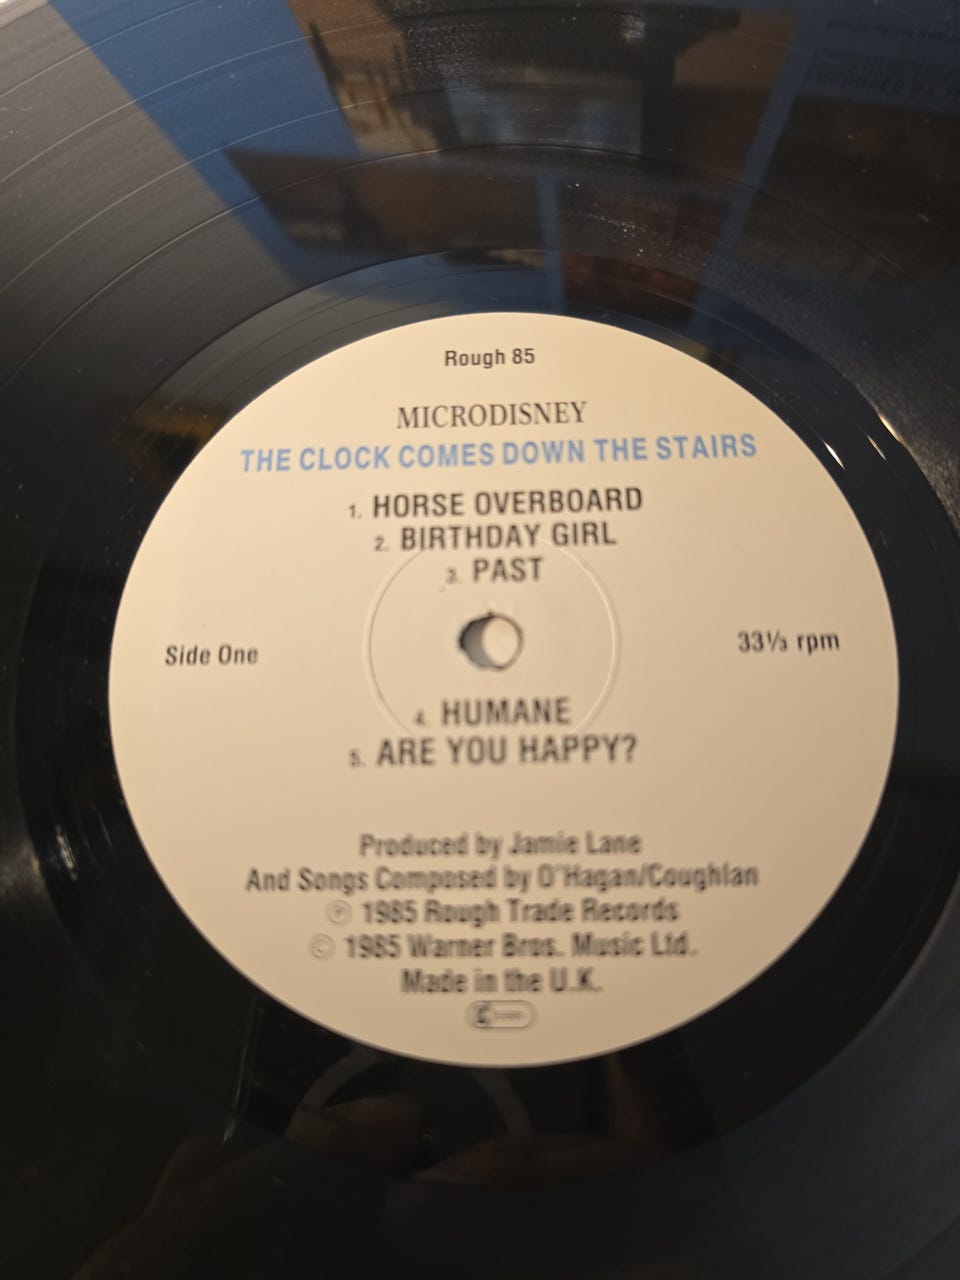 Rough 85
MICRODISNEY
THE CLOCK COMES DOWN THE STAIRS
1. HORSE OVERBOARD
2. BIRTHDAY GIRL
3. PAST
Side One
33⅓ rpm
4. HUMANE
5. ARE YOU HAPPY?
Produced by Jamie Lane
And Songs Composed by O'Hagan/Coughlan
℗ 1985 Rough Trade Records
© 1985 Warner Bros. Music Ltd.
Made in the U.K.